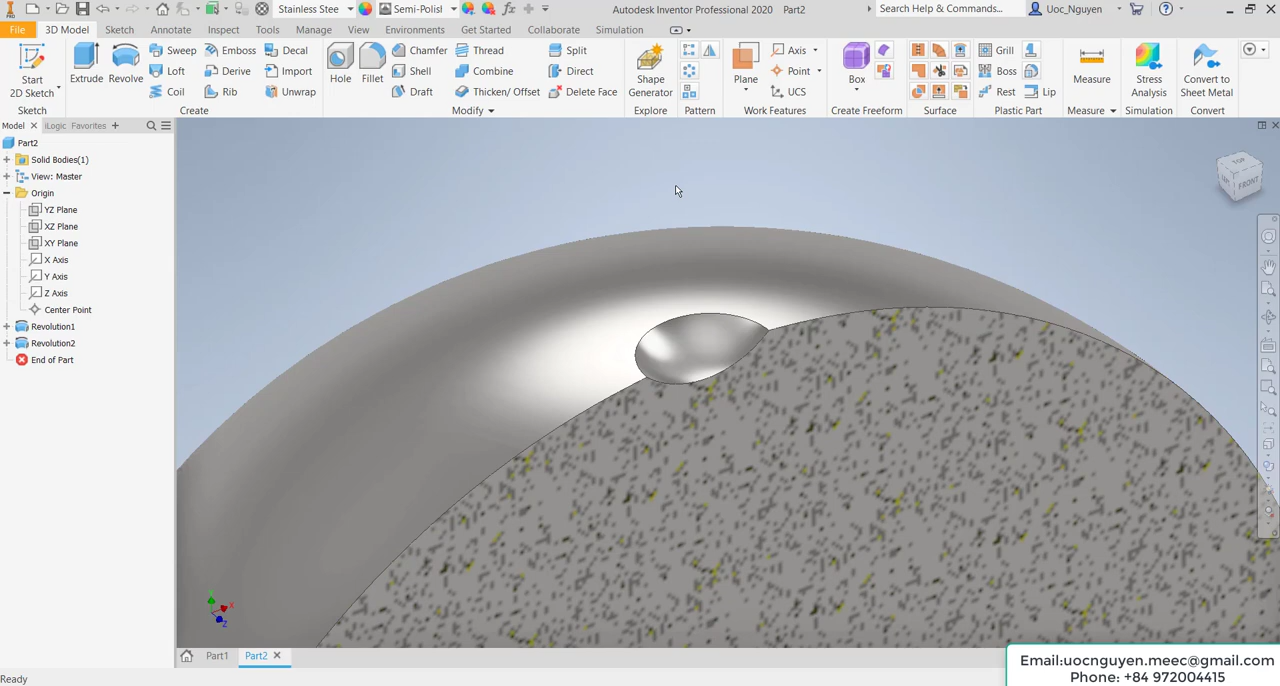 Stainless Stee
Semi-Polisl
Autodesk Inventor Professional 2020 Part2
Search Help & Commands...
Uoc_Nguyen
File
3D Model
Sketch
Annotate
Inspect
Tools
Manage
View
Environments
Get Started
Collaborate
Simulation
Start
2D Sketch
Extrude
Revolve
Sweep
Loft
Coil
Emboss
Derive
Rib
Decal
Import
Unwrap
Hole
Fillet
Chamfer
Shell
Draft
Thread
Combine
Thicken/ Offset
Split
Direct
Delete Face
Shape
Generator
Plane
Axis
Point
UCS
Box
Grill
Boss
Rest
Lip
Measure
Stress
Analysis
Convert to
Sheet Metal
Sketch
Create
Modify
Explore
Pattern
Work Features
Create Freeform
Surface
Plastic Part
Measure
Simulation
Convert
Model
iLogic
Favorites
Part2
Solid Bodies(1)
View: Master
Origin
YZ Plane
XZ Plane
XY Plane
X Axis
Y Axis
Z Axis
Center Point
Revolution1
Revolution2
End of Part
TOP
FRONT
X
Z
Part1
Part2
Ready
Email:uocnguyen.meec@gmail.com
Phone: +84 972004415